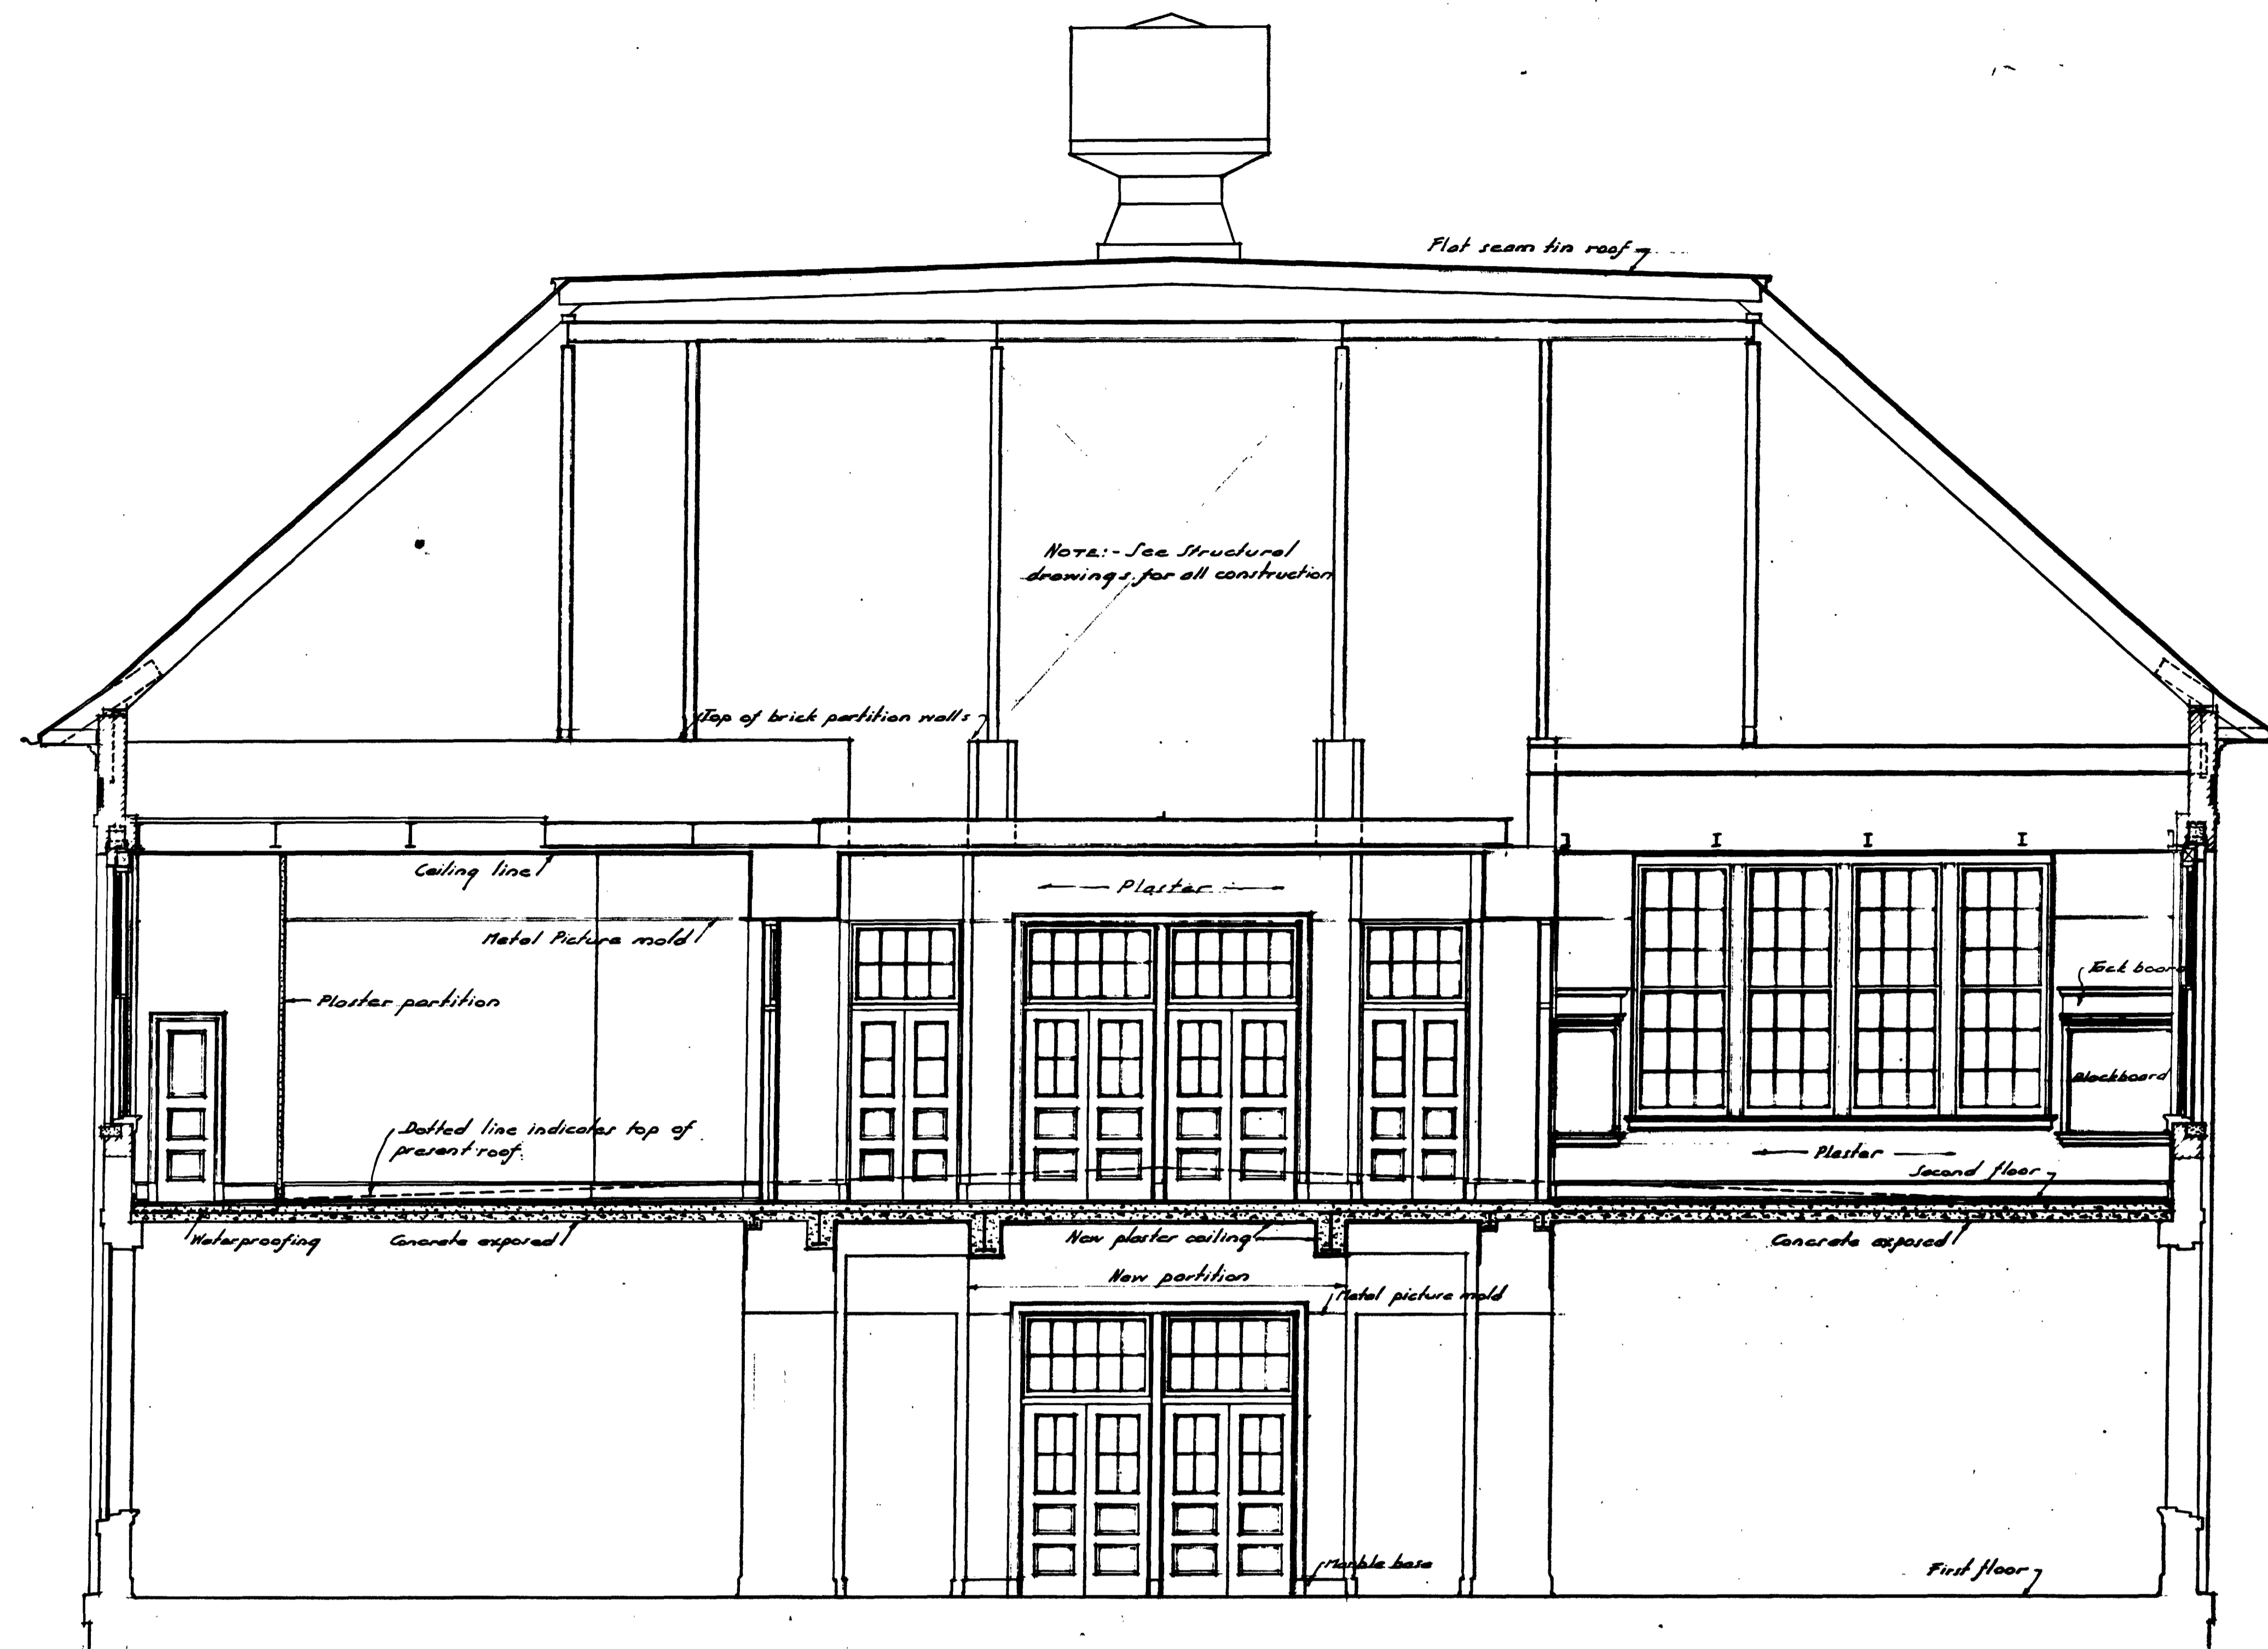 Flat seam tin roof
NOTE:- See Structural
drawings for all construction
Top of brick partition walls
Ceiling line
Plaster
Metal Picture mold
Tack board
Plaster partition
Blackboard
Dotted line indicates top of
present roof.
Plaster
Second floor
Waterproofing
Concrete exposed
New plaster ceiling
Concrete exposed
New partition
Metal picture mold
Marble base
First floor